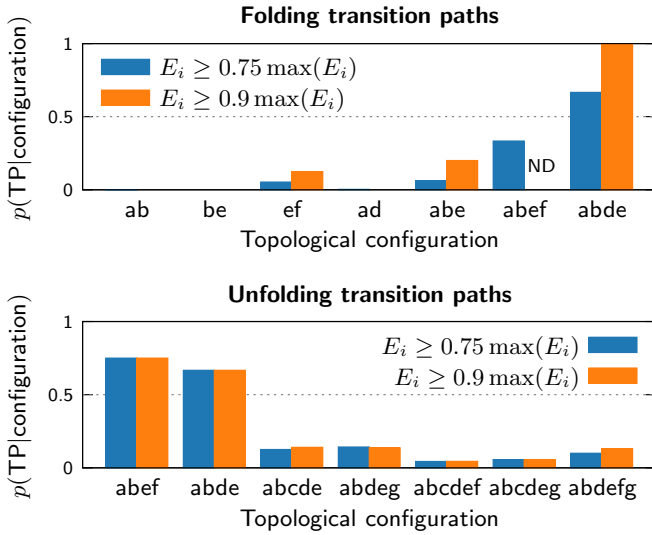 Folding transition paths
p(TP|configuration)
1
0.5
0
E_i ≥ 0.75 max(E_i)
E_i ≥ 0.9 max(E_i)
ND
ab be ef ad abe abef abde
Topological configuration
Unfolding transition paths
p(TP|configuration)
1
0.5
0
E_i ≥ 0.75 max(E_i)
E_i ≥ 0.9 max(E_i)
abef abde abcde abdeg abcdef abcdeg abdefg
Topological configuration